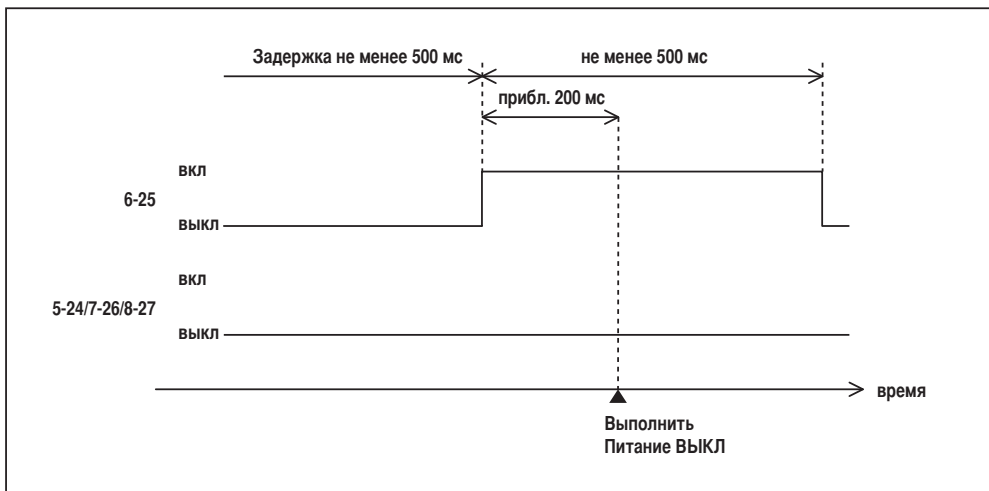 Задержка не менее 500 мс
не менее 500 мс
прибл. 200 мс
вкл
6-25
выкл
вкл
5-24/7-26/8-27
выкл
время
Выполнить
Питание ВЫКЛ